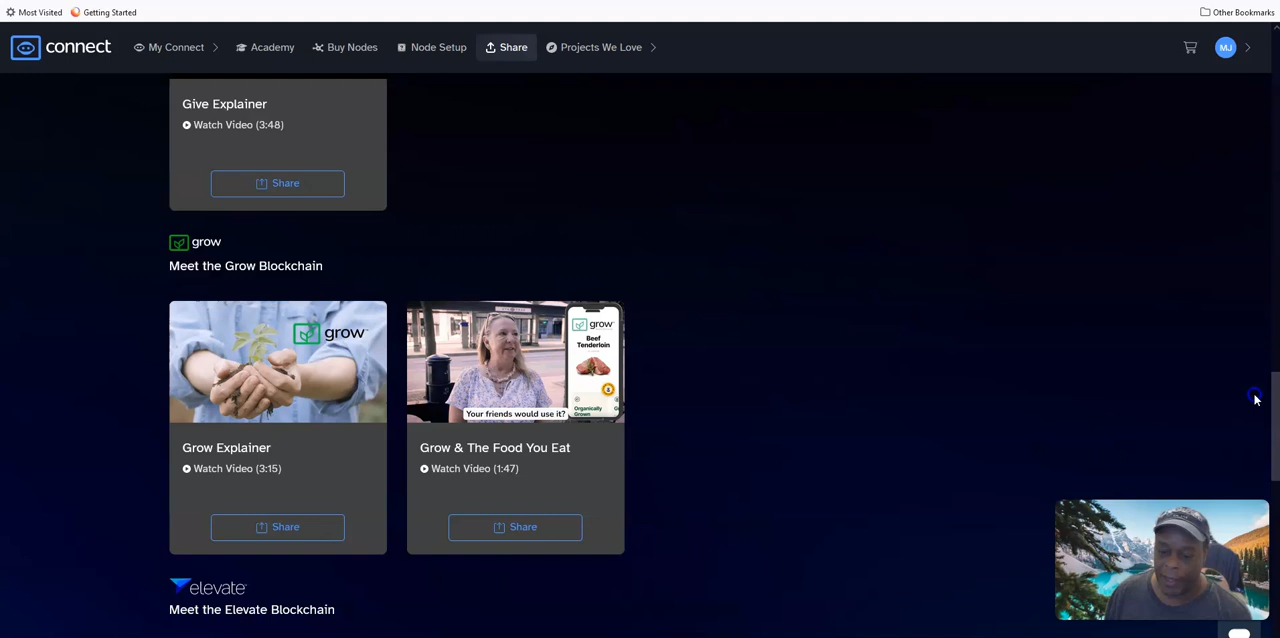 Most Visited
Getting Started
Other Bookmarks
connect
My Connect
Academy
Buy Nodes
Node Setup
Share
Projects We Love
MJ
Give Explainer
Watch Video (3:48)
Share
grow
Meet the Grow Blockchain
grow
grow
Beef
Tenderloin
Organically
Grown
Your friends would use it?
Grow Explainer
Watch Video (3:15)
Share
Grow & The Food You Eat
Watch Video (1:47)
Share
elevate
Meet the Elevate Blockchain